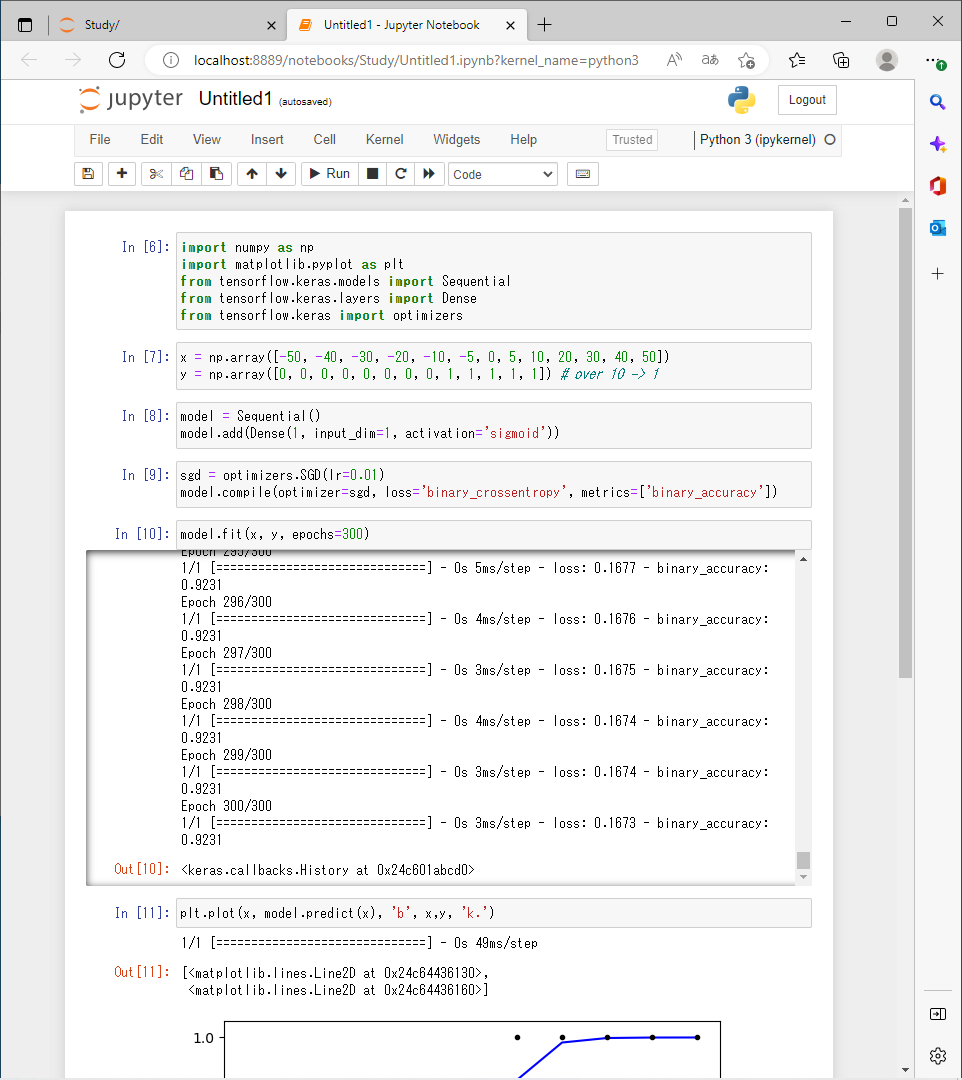 Study/
Untitled1 - Jupyter Notebook
localhost:8889/notebooks/Study/Untitled1.ipynb?kernel_name=python3
jupyter Untitled1 (autosaved)
Logout
File Edit View Insert Cell Kernel Widgets Help Trusted Python 3 (ipykernel)
Run Code
In [6]: import numpy as np
import matplotlib.pyplot as plt
from tensorflow.keras.models import Sequential
from tensorflow.keras.layers import Dense
from tensorflow.keras import optimizers
In [7]: x = np.array([-50, -40, -30, -20, -10, -5, 0, 5, 10, 20, 30, 40, 50])
y = np.array([0, 0, 0, 0, 0, 0, 0, 0, 1, 1, 1, 1, 1]) # over 10 -> 1
In [8]: model = Sequential()
model.add(Dense(1, input_dim=1, activation='sigmoid'))
In [9]: sgd = optimizers.SGD(lr=0.01)
model.compile(optimizer=sgd, loss='binary_crossentropy', metrics=['binary_accuracy'])
In [10]: model.fit(x, y, epochs=300)
Epoch 295/300
1/1 [==============================] - 0s 5ms/step - loss: 0.1677 - binary_accuracy:
0.9231
Epoch 296/300
1/1 [==============================] - 0s 4ms/step - loss: 0.1676 - binary_accuracy:
0.9231
Epoch 297/300
1/1 [==============================] - 0s 3ms/step - loss: 0.1675 - binary_accuracy:
0.9231
Epoch 298/300
1/1 [==============================] - 0s 4ms/step - loss: 0.1674 - binary_accuracy:
0.9231
Epoch 299/300
1/1 [==============================] - 0s 3ms/step - loss: 0.1674 - binary_accuracy:
0.9231
Epoch 300/300
1/1 [==============================] - 0s 3ms/step - loss: 0.1673 - binary_accuracy:
0.9231
Out[10]: <keras.callbacks.History at 0x24c601abcd0>
In [11]: plt.plot(x, model.predict(x), 'b', x,y, 'k.')
1/1 [==============================] - 0s 49ms/step
Out[11]: [<matplotlib.lines.Line2D at 0x24c64436130>,
<matplotlib.lines.Line2D at 0x24c64436160>]
1.0